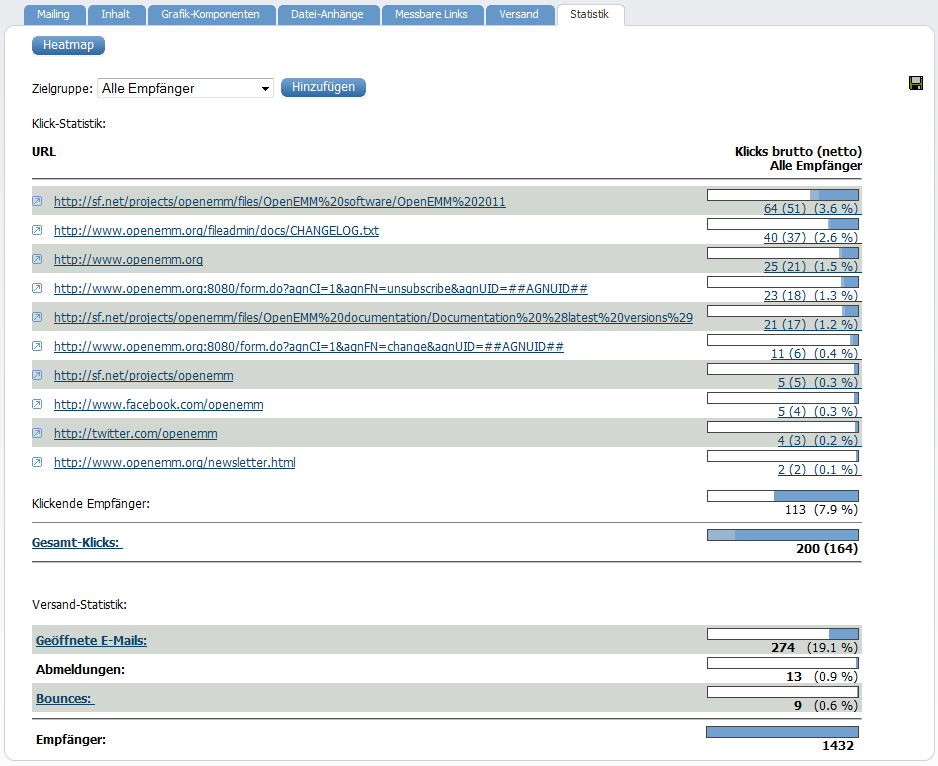 Mailing Inhalt Grafik-Komponenten Datei-Anhänge Messbare Links Versand Statistik
Heatmap
Zielgruppe: Alle Empfänger Hinzufügen
Klick-Statistik:
URL Klicks brutto (netto)
Alle Empfänger
http://sf.net/projects/openemm/files/OpenEMM%20software/OpenEMM%202011 64 (51) (3.6 %)
http://www.openemm.org/fileadmin/docs/CHANGELOG.txt 40 (37) (2.6 %)
http://www.openemm.org 25 (21) (1.5 %)
http://www.openemm.org:8080/form.do?agnCI=1&agnFN=unsubscribe&agnUID=##AGNUID## 23 (18) (1.3 %)
http://sf.net/projects/openemm/files/OpenEMM%20documentation/Documentation%20%28latest%20versions%29 21 (17) (1.2 %)
http://www.openemm.org:8080/form.do?agnCI=1&agnFN=change&agnUID=##AGNUID## 11 (6) (0.4 %)
http://sf.net/projects/openemm 5 (5) (0.3 %)
http://www.facebook.com/openemm 5 (4) (0.3 %)
http://twitter.com/openemm 4 (3) (0.2 %)
http://www.openemm.org/newsletter.html 2 (2) (0.1 %)
Klickende Empfänger: 113 (7.9 %)
Gesamt-Klicks: 200 (164)
Versand-Statistik:
Geöffnete E-Mails: 274 (19.1 %)
Abmeldungen: 13 (0.9 %)
Bounces: 9 (0.6 %)
Empfänger: 1432